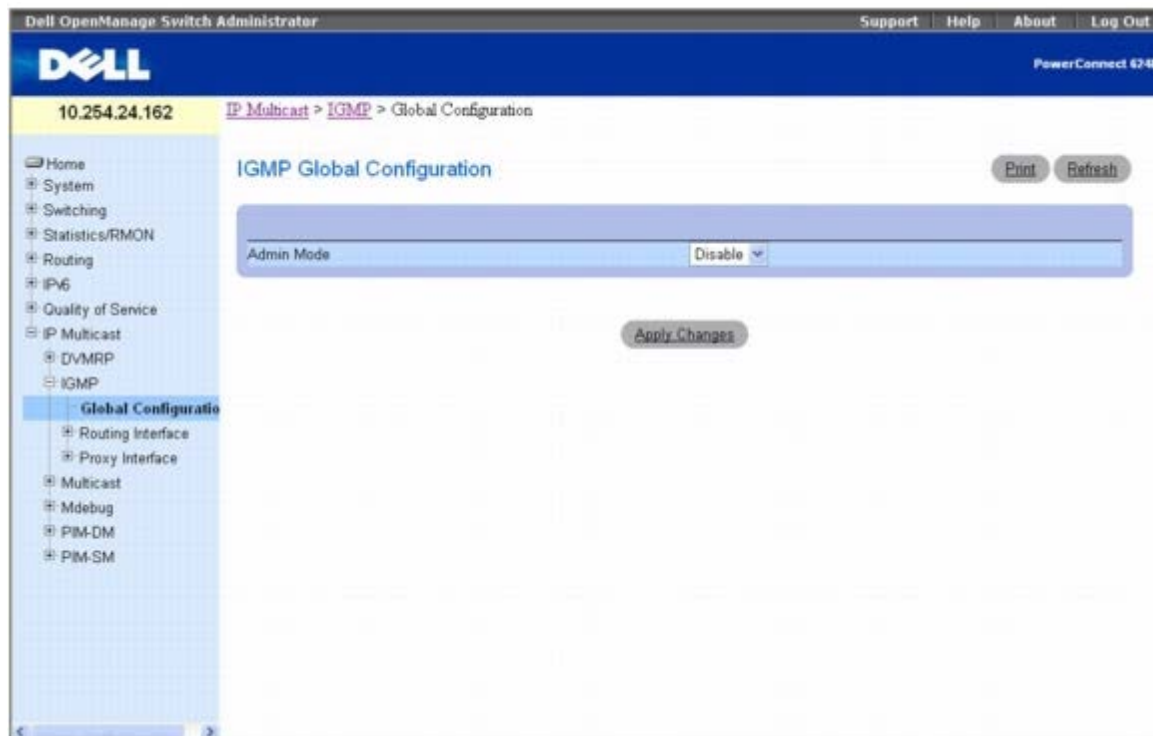 Dell OpenManage Switch Administrator
Support
Help
About
Log Out
DELL
PowerConnect 6248
10.254.24.162
IP Multicast > IGMP > Global Configuration
Home
System
Switching
Statistics/RMON
Routing
IPv6
Quality of Service
IP Multicast
DVMRP
IGMP
Global Configuratio
Routing Interface
Proxy Interface
Multicast
Mdebug
PIM-DM
PIM-SM
IGMP Global Configuration
Print
Refresh
Admin Mode
Disable
Apply Changes